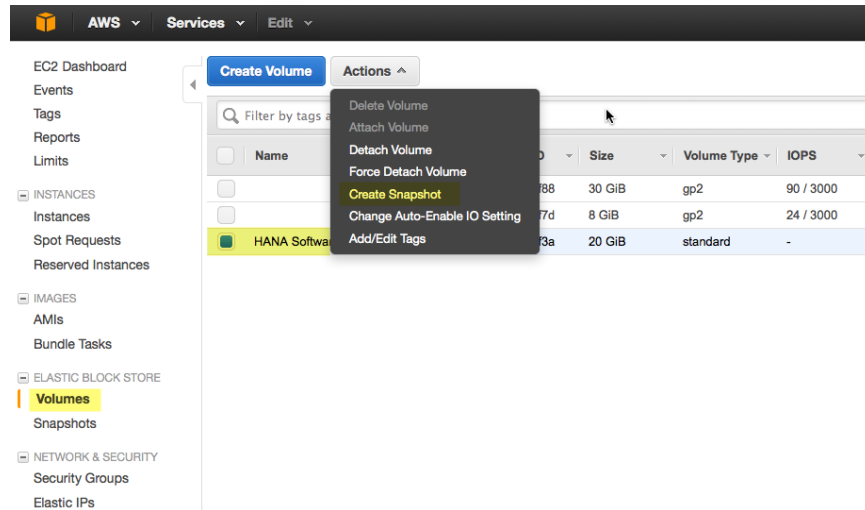 AWS Services Edit
EC2 Dashboard
Events
Tags
Reports
Limits
INSTANCES
Instances
Spot Requests
Reserved Instances
IMAGES
AMIs
Bundle Tasks
ELASTIC BLOCK STORE
Volumes
Snapshots
NETWORK & SECURITY
Security Groups
Elastic IPs
Create Volume Actions
Filter by tags
Delete Volume
Attach Volume
Detach Volume
Force Detach Volume
Create Snapshot
Change Auto-Enable IO Setting
Add/Edit Tags
Name Size Volume Type IOPS
f88 30 GiB gp2 90 / 3000
f7d 8 GiB gp2 24 / 3000
HANA Softwa f3a 20 GiB standard -